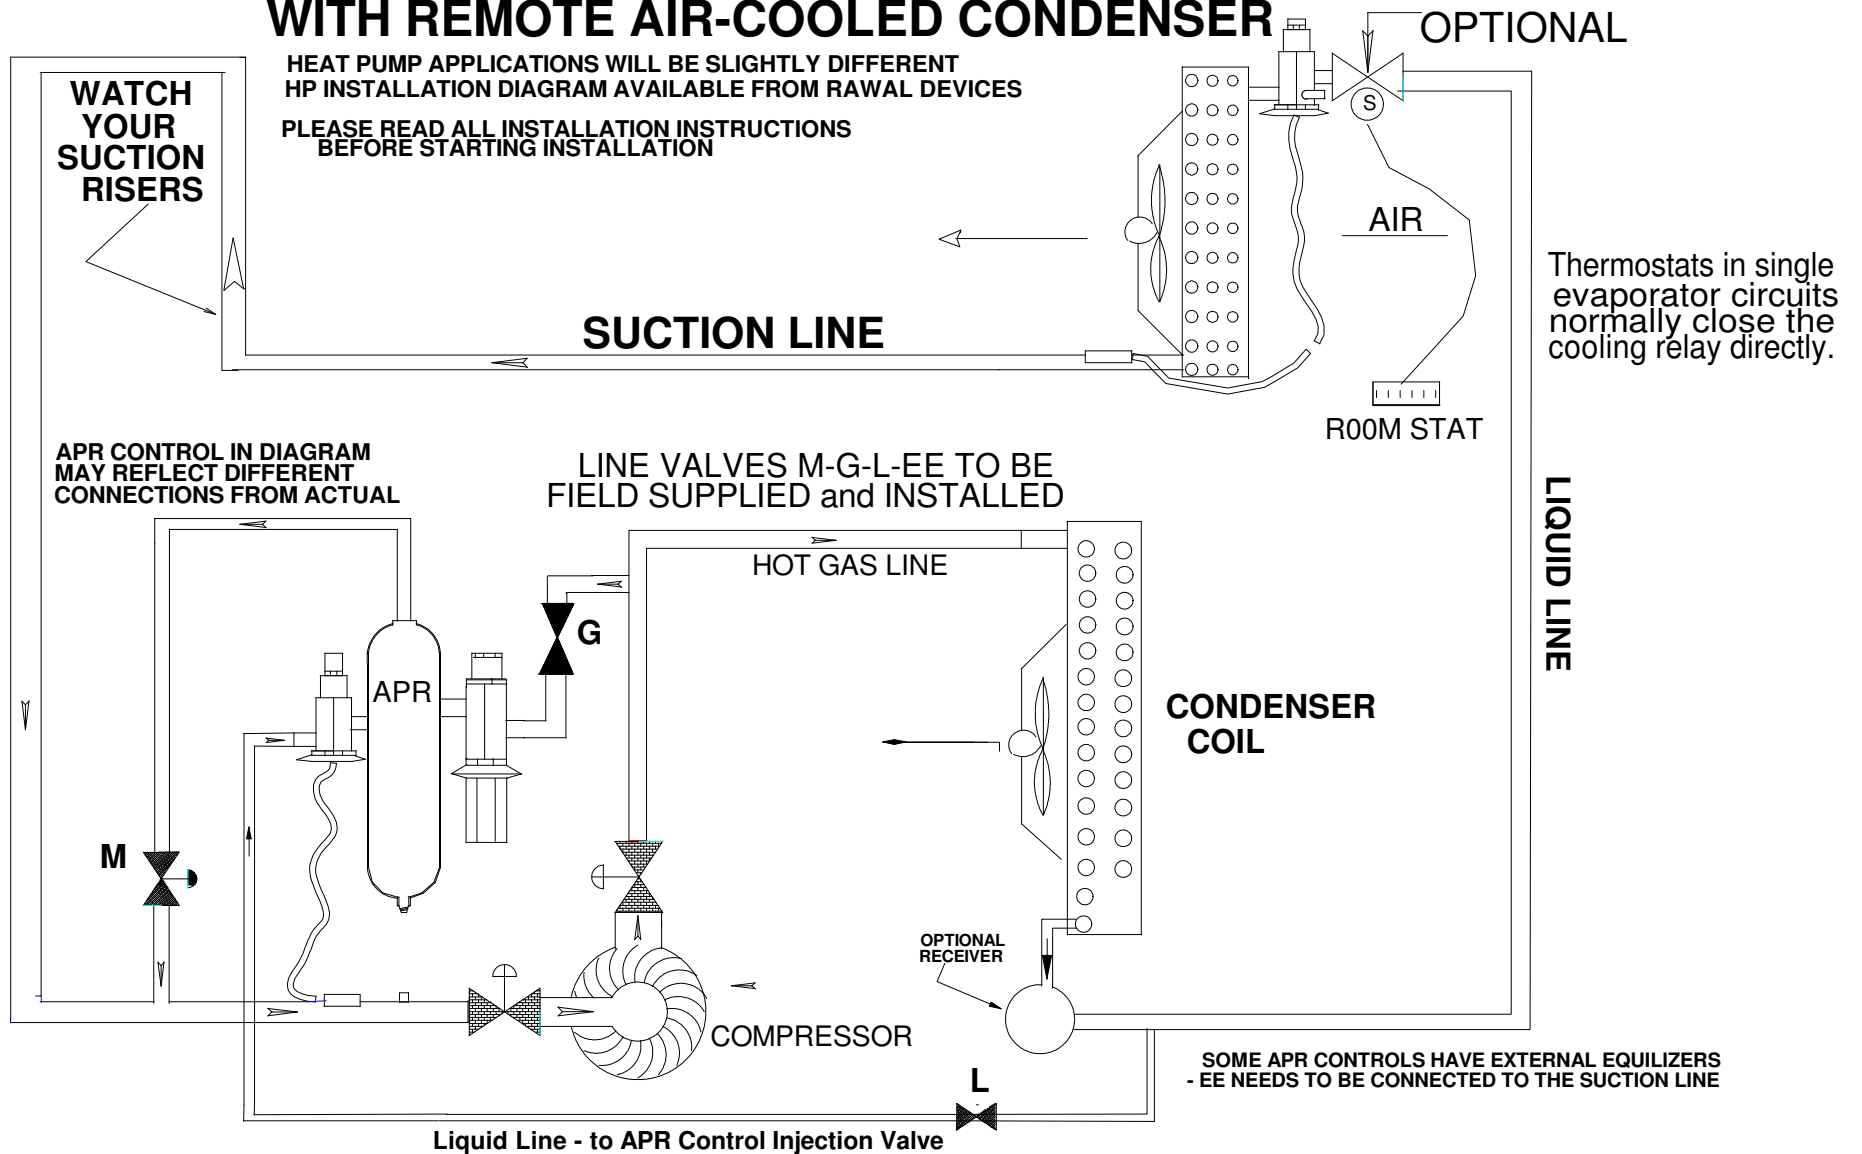 WITH REMOTE AIR-COOLED CONDENSER
HEAT PUMP APPLICATIONS WILL BE SLIGHTLY DIFFERENT
HP INSTALLATION DIAGRAM AVAILABLE FROM RAWAL DEVICES
PLEASE READ ALL INSTALLATION INSTRUCTIONS
BEFORE STARTING INSTALLATION
OPTIONAL
WATCH
YOUR
SUCTION
RISERS
S
AIR
Thermostats in single
evaporator circuits
normally close the
cooling relay directly.
SUCTION LINE
R00M STAT
APR CONTROL IN DIAGRAM
MAY REFLECT DIFFERENT
CONNECTIONS FROM ACTUAL
LINE VALVES M-G-L-EE TO BE
FIELD SUPPLIED and INSTALLED
HOT GAS LINE
LIQUID LINE
G
APR
CONDENSER
COIL
M
OPTIONAL
RECEIVER
COMPRESSOR
SOME APR CONTROLS HAVE EXTERNAL EQUILIZERS
- EE NEEDS TO BE CONNECTED TO THE SUCTION LINE
L
Liquid Line - to APR Control Injection Valve